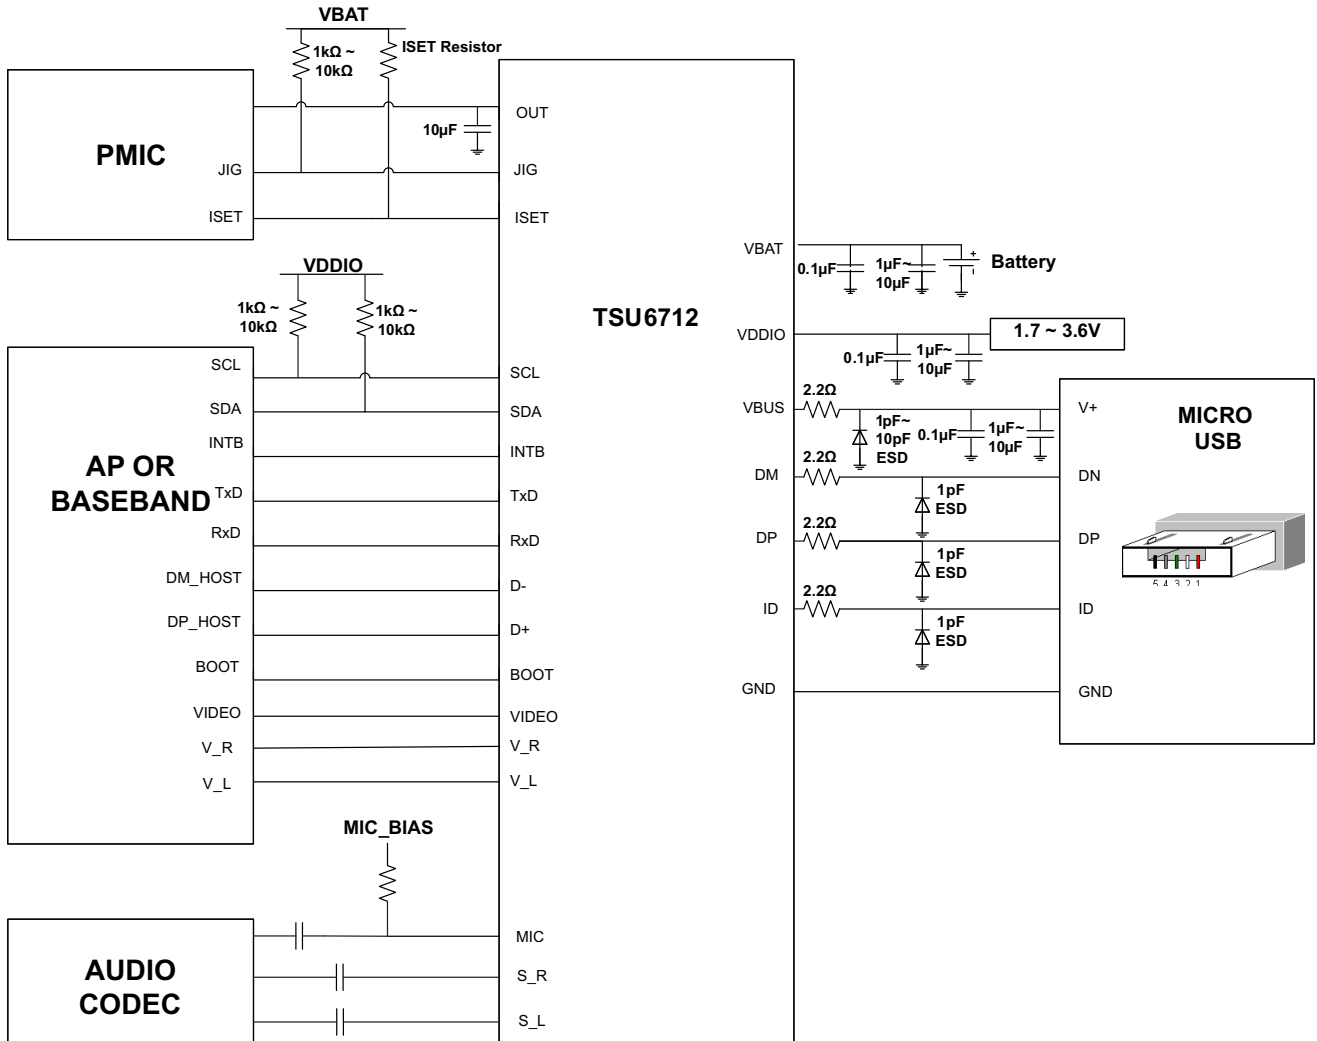 VBAT
1kΩ ~
10kΩ
ISET Resistor
PMIC
JIG
ISET
10µF
OUT
JIG
ISET
TSU6712
VBAT
0.1µF
1µF~
10µF
+
-
Battery
VDDIO
0.1µF
1µF~
10µF
1.7 ~ 3.6V
VDDIO
1kΩ ~
10kΩ
1kΩ ~
10kΩ
AP OR
BASEBAND
SCL
SDA
INTB
TxD
RxD
DM_HOST
DP_HOST
BOOT
VIDEO
V_R
V_L
SCL
SDA
INTB
TxD
RxD
D-
D+
BOOT
VIDEO
V_R
V_L
VBUS
2.2Ω
1pF~
10pF
ESD
0.1µF
1µF~
10µF
DM
2.2Ω
1pF
ESD
DP
2.2Ω
1pF
ESD
ID
2.2Ω
1pF
ESD
GND
V+
MICRO
USB
DN
DP
5 4 3 2 1
ID
GND
MIC_BIAS
AUDIO
CODEC
MIC
S_R
S_L